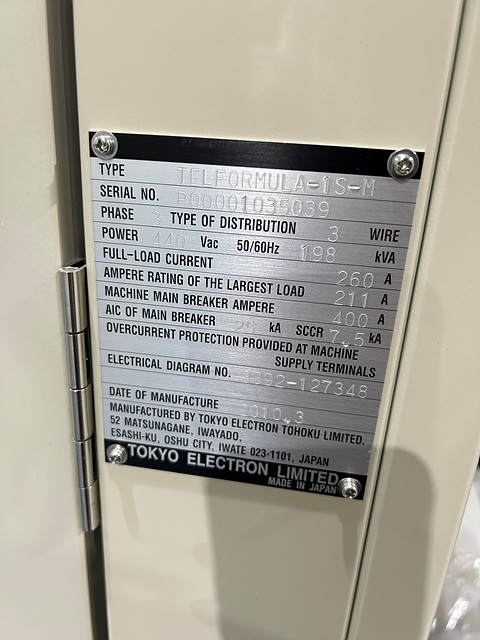 TYPE TELFORMULA-1S-M
SERIAL NO. P00001035039
PHASE 3 TYPE OF DISTRIBUTION 3 WIRE
POWER 440 Vac 50/60Hz 198 kVA
FULL-LOAD CURRENT 260 A
AMPERE RATING OF THE LARGEST LOAD 211 A
MACHINE MAIN BREAKER AMPERE 400 A
AIC OF MAIN BREAKER 25 kA SCCR 7.5 kA
OVERCURRENT PROTECTION PROVIDED AT MACHINE
SUPPLY TERMINALS
ELECTRICAL DIAGRAM NO. -127348
DATE OF MANUFACTURE 2010.3
MANUFACTURED BY TOKYO ELECTRON TOHOKU LIMITED.
52 MATSUNAGANE, IWAYADO,
ESASHI-KU, OSHU CITY, IWATE 023-1101, JAPAN
TOKYO ELECTRON LIMITED
MADE IN JAPAN